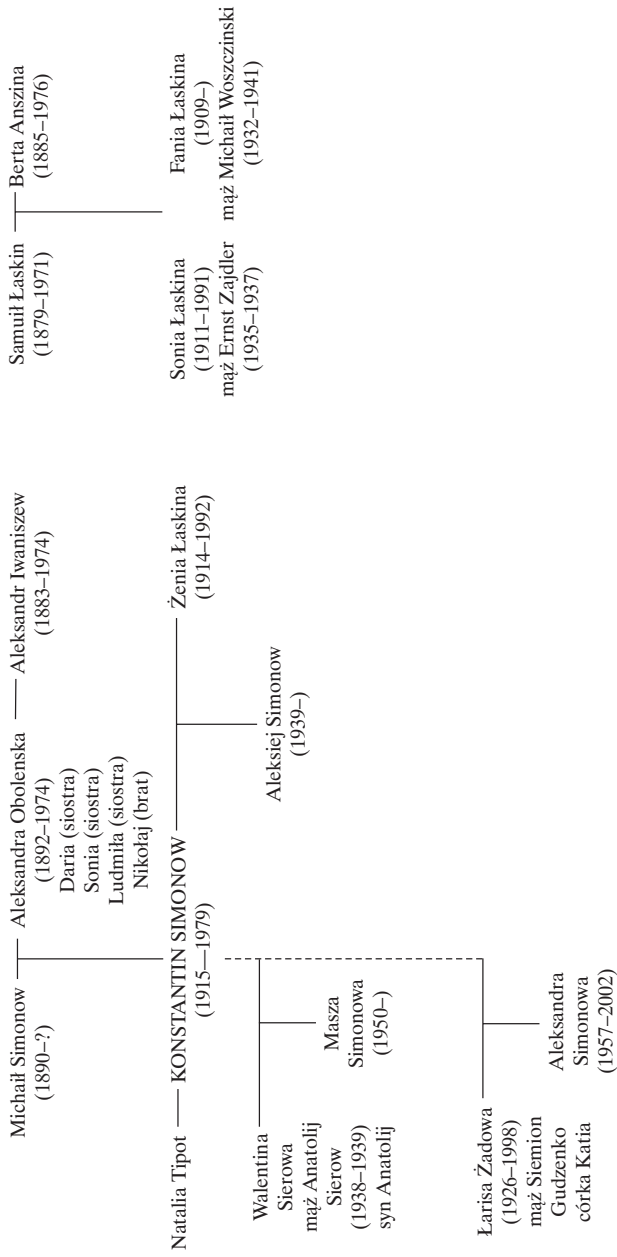 Michaił Simonow
(1890–?)
Aleksandra Obolenska
(1892–1974)
Daria (siostra)
Sonia (siostra)
Ludmiła (siostra)
Nikołaj (brat)
Aleksandr Iwaniszew
(1883–1974)
Samuił Łaskin
(1879–1971)
Berta Anszina
(1885–1976)
Natalia Tipot
KONSTANTIN SIMONOW
(1915—1979)
Żenia Łaskina
(1914–1992)
Sonia Łaskina
(1911–1991)
mąż Ernst Zajdler
(1935–1937)
Fania Łaskina
(1909–)
mąż Michaił Woszczinski
(1932–1941)
Aleksiej Simonow
(1939–)
Walentina
Sierowa
mąż Anatolij
Sierow
(1938–1939)
syn Anatolij
Masza
Simonowa
(1950–)
Łarisa Żadowa
(1926–1998)
mąż Siemion
Gudzenko
córka Katia
Aleksandra
Simonowa
(1957–2002)